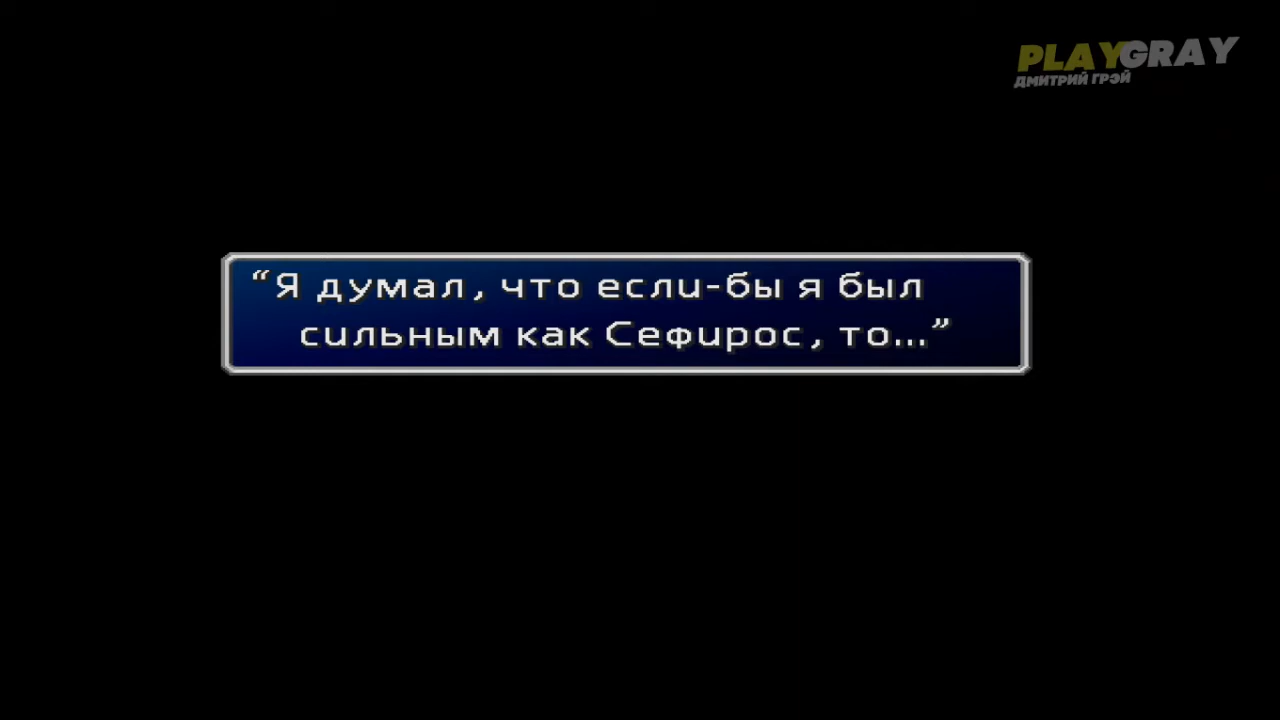 PLAYGRAY
ДМИТРИЙ ГРЭЙ
“Я думал, что если-бы я был
сильным как Сефирос, то...”